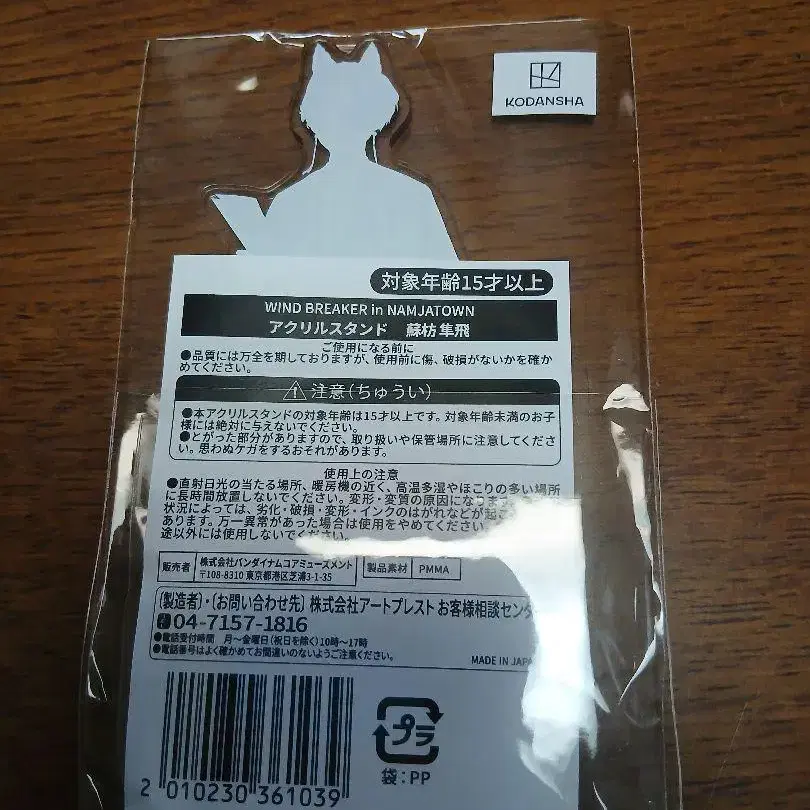 KODANSHA
対象年齢15才以上
WIND BREAKER in NAMJATOWN
アクリルスタンド 蘇枋 隼飛
ご使用になる前に
●品質には万全を期しておりますが、使用前に傷、破損がないかを確か
めてください。
⚠ 注意(ちゅうい)
●本アクリルスタンドの対象年齢は15才以上です。対象年齢未満のお子
様には絶対に与えないでください。
●とがった部分がありますので、取り扱いや保管場所に注意してくださ
い。思わぬケガをするおそれがあります。
使用上の注意
●直射日光の当たる場所、暖房機の近く、高温多湿やほこりの多い場所
に長時間放置しないでください。変形・変質の原因になります
状況によっては、劣化・破損・変形・インクのはがれなどが起こ
あります。万一異常があった場合は使用をやめてください。
途以外には使用しないでください。
販売者 株式会社バンダイナムコアミューズメント
〒108-8310 東京都港区芝浦3-1-35
製品素材 PMMA
〔製造者〕・〔お問い合わせ先〕 株式会社アートプレスト お客様相談センタ
04-7157-1816
●電話受付時間 月〜金曜日(祝日を除く)10時〜17時
●電話番号はよく確かめてお間違いのないようご注意ください。
MADE IN JAPA
プラ
袋:PP
2 010230 361039